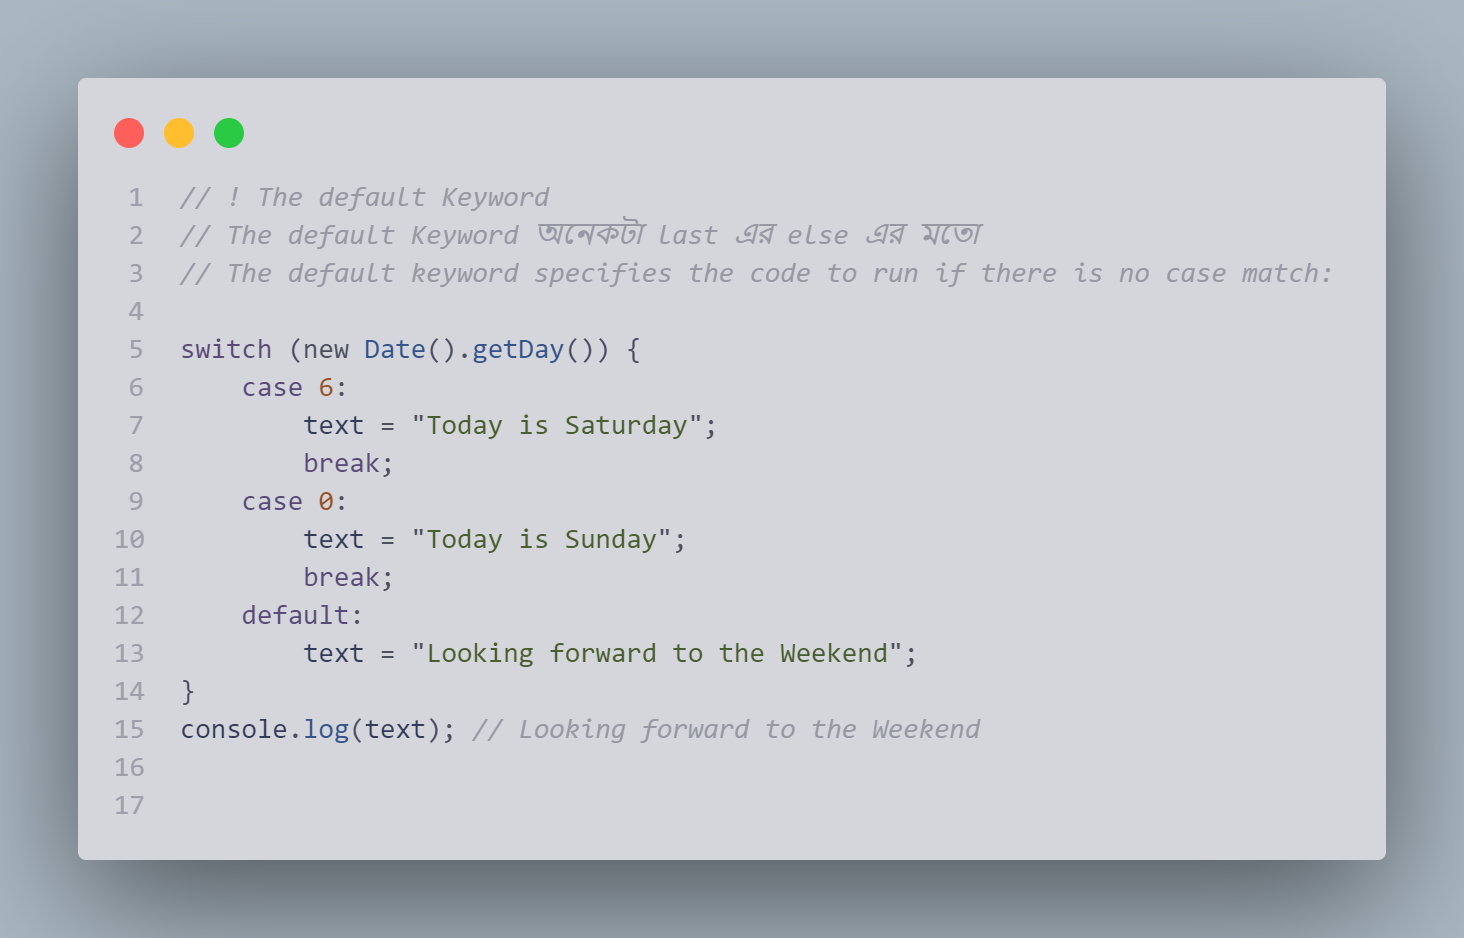 1 // ! The default Keyword
2 // The default Keyword অনেকটা last এর else এর মতো
3 // The default keyword specifies the code to run if there is no case match:
4
5 switch (new Date().getDay()) {
6     case 6:
7         text = "Today is Saturday";
8         break;
9     case 0:
10         text = "Today is Sunday";
11         break;
12     default:
13         text = "Looking forward to the Weekend";
14 }
15 console.log(text); // Looking forward to the Weekend
16
17